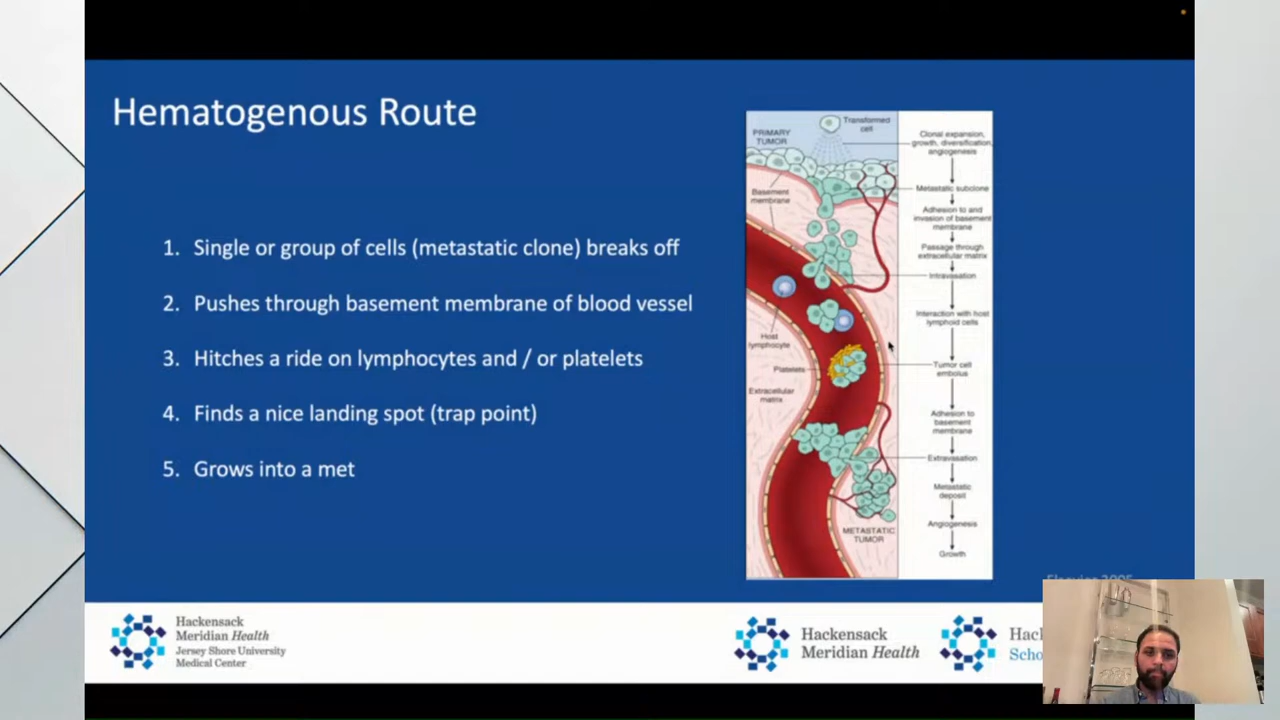 Hematogenous Route
1. Single or group of cells (metastatic clone) breaks off
2. Pushes through basement membrane of blood vessel
3. Hitches a ride on lymphocytes and / or platelets
4. Finds a nice landing spot (trap point)
5. Grows into a met
PRIMARY
TUMOR
Transformed
cell
Basement
membrane
Host
lymphocyte
Platelets
Extracellular
matrix
METASTATIC
TUMOR
Clonal expansion,
growth, diversification,
angiogenesis
Metastatic subclone
Adhesion to and
invasion of basement
membrane
Passage through
extracellular matrix
Intravasation
Interaction with host
lymphoid cells
Tumor cell
embolus
Adhesion to
basement
membrane
Extravasation
Metastatic
deposit
Angiogenesis
Growth
Elsevier 2005
Hackensack
Meridian Health
Jersey Shore University
Medical Center
Hackensack
Meridian Health
Hack
Scho